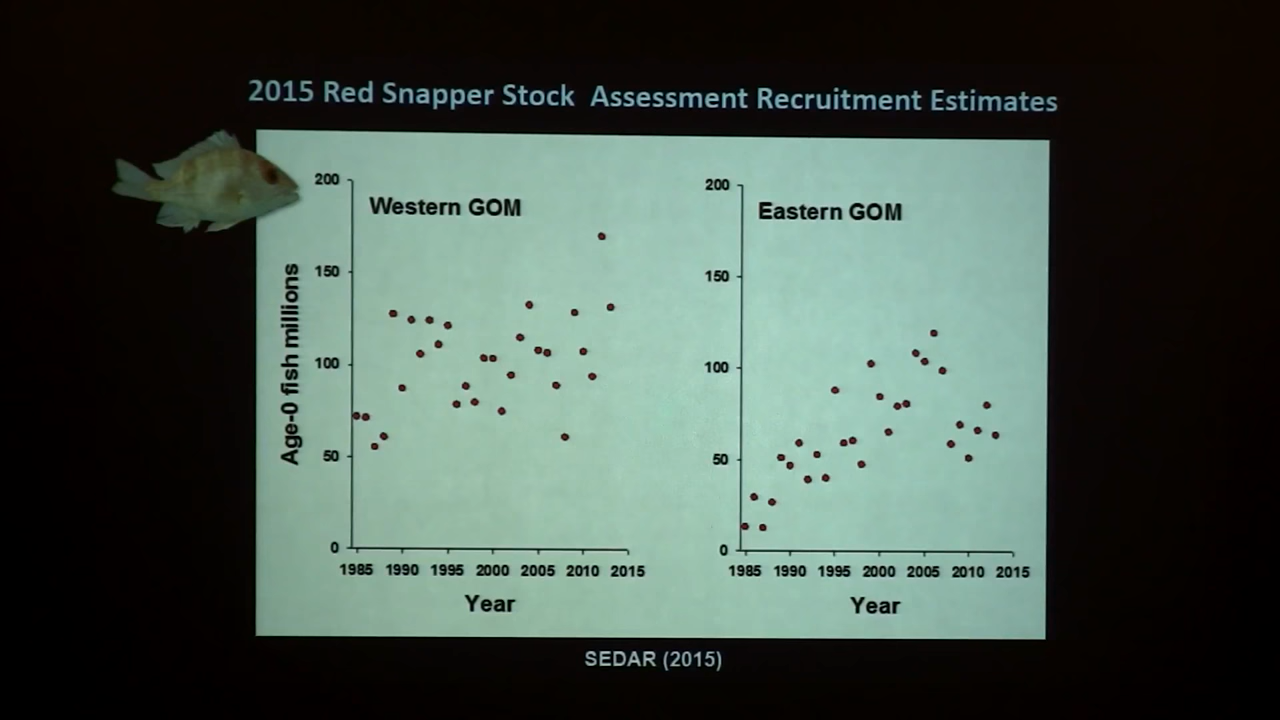 2015 Red Snapper Stock Assessment Recruitment Estimates
Western GOM
Age-0 fish millions
200
150
100
50
0
1985 1990 1995 2000 2005 2010 2015
Year
Eastern GOM
200
150
100
50
0
1985 1990 1995 2000 2005 2010 2015
Year
SEDAR (2015)